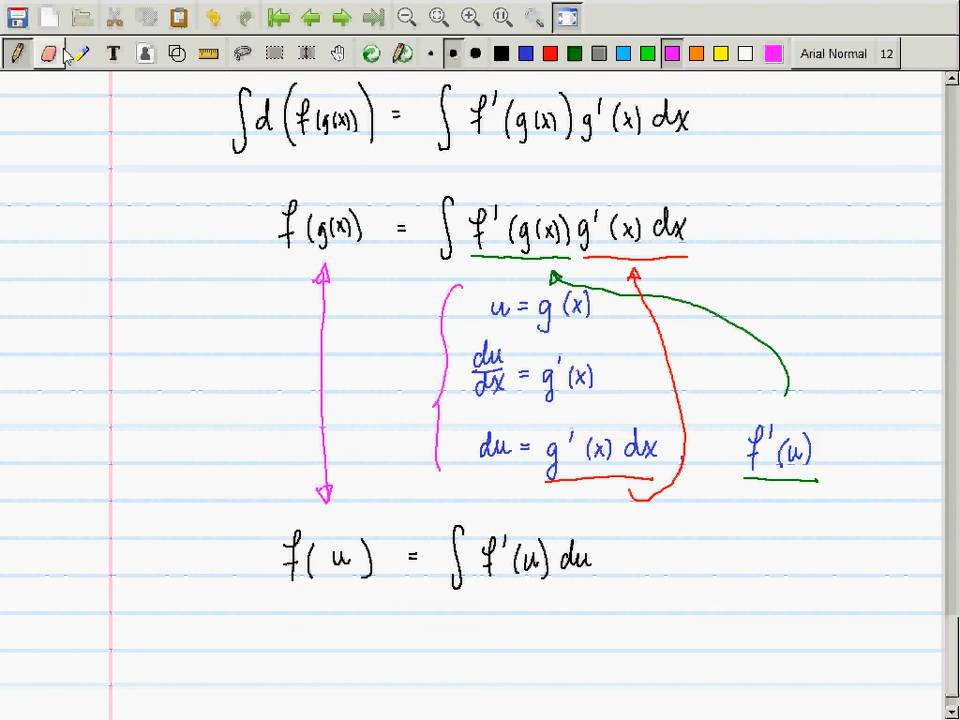 Arial Normal 12
∫d(f(g(x))) = ∫ f'(g(x)) g'(x) dx
f(g(x)) = ∫ f'(g(x)) g'(x) dx
u = g(x)
du/dx = g'(x)
du = g'(x) dx f'(u)
f( u ) = ∫ f'(u) du